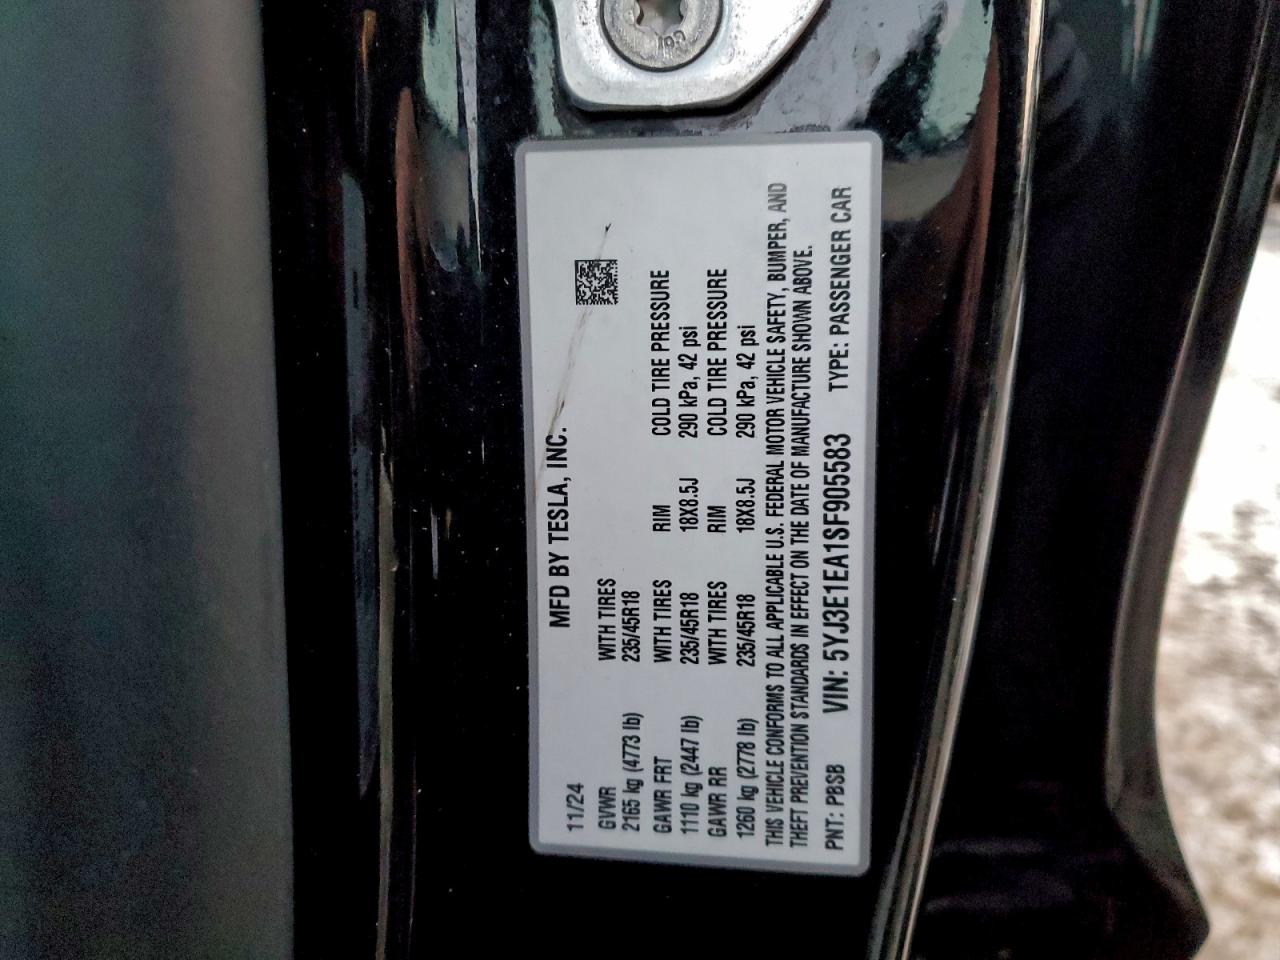 11/24 MFD BY TESLA, INC.
GVWR WITH TIRES
2165 kg (4773 lb) 235/45R18
GAWR FRT WITH TIRES RIM COLD TIRE PRESSURE
1110 kg (2447 lb) 235/45R18 18X8.5J 290 kPa, 42 psi
GAWR RR WITH TIRES RIM COLD TIRE PRESSURE
1260 kg (2778 lb) 235/45R18 18X8.5J 290 kPa, 42 psi
THIS VEHICLE CONFORMS TO ALL APPLICABLE U.S. FEDERAL MOTOR VEHICLE SAFETY, BUMPER, AND
THEFT PREVENTION STANDARDS IN EFFECT ON THE DATE OF MANUFACTURE SHOWN ABOVE.
PNT: PBSB VIN: 5YJ3E1EA1SF905583 TYPE: PASSENGER CAR